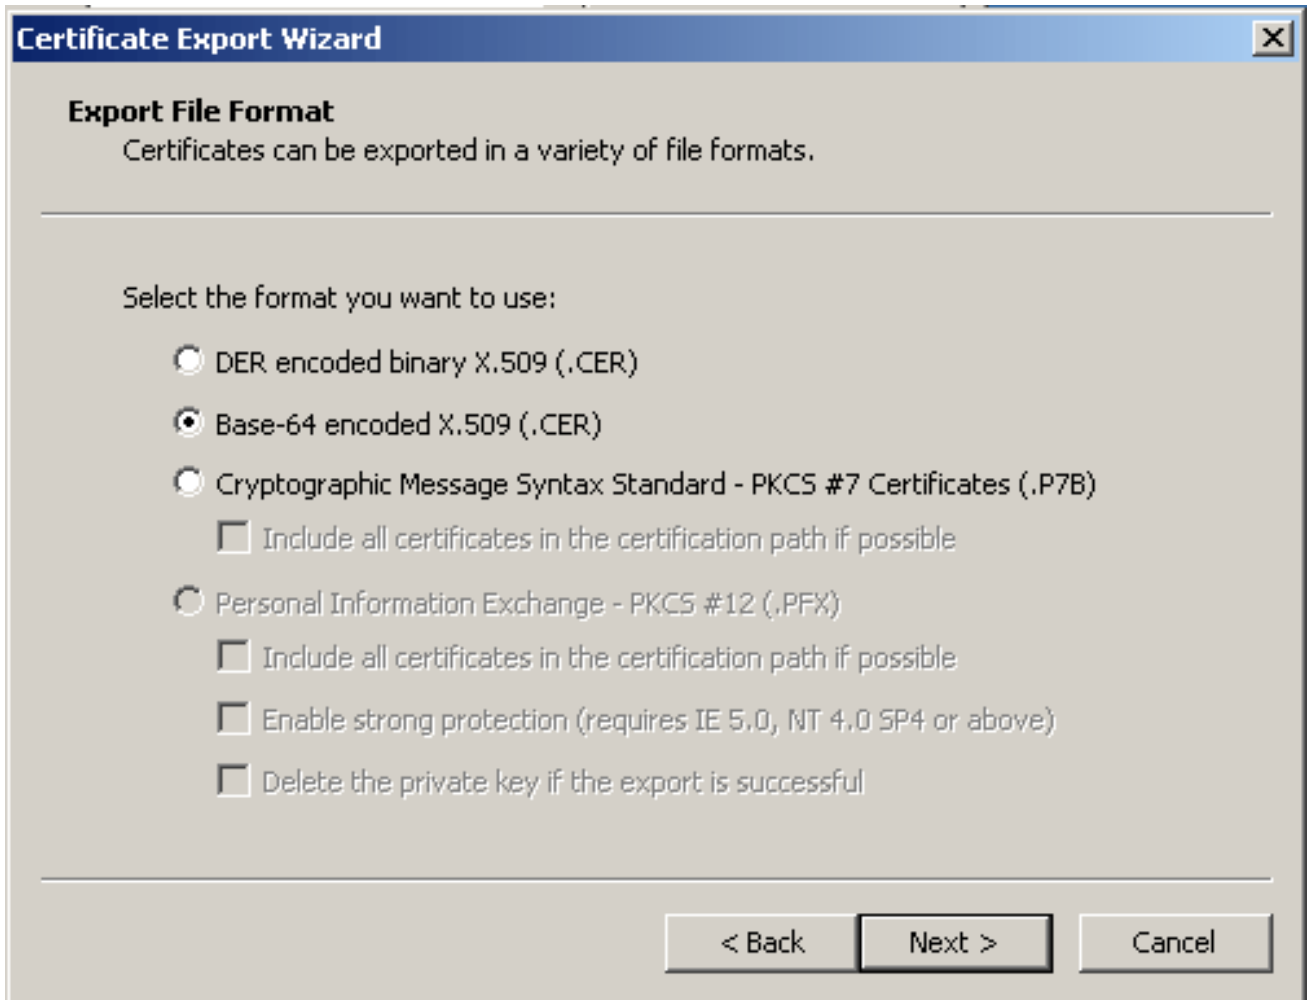 Certificate Export Wizard
Export File Format
Certificates can be exported in a variety of file formats.
Select the format you want to use:
DER encoded binary X.509 (.CER)
Base-64 encoded X.509 (.CER)
Cryptographic Message Syntax Standard - PKCS #7 Certificates (.P7B)
Include all certificates in the certification path if possible
Personal Information Exchange - PKCS #12 (.PFX)
Include all certificates in the certification path if possible
Enable strong protection (requires IE 5.0, NT 4.0 SP4 or above)
Delete the private key if the export is successful
< Back Next > Cancel